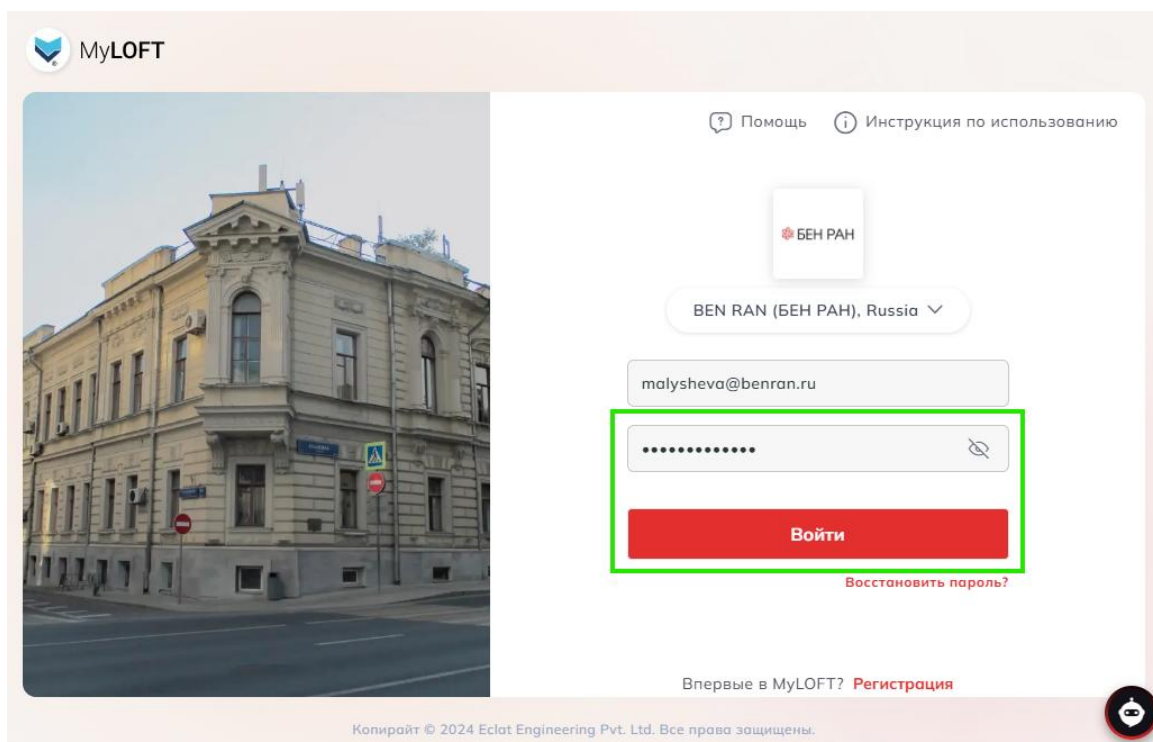 MyLOFT
Помощь
Инструкция по использованию
БЕН РАН
BEN RAN (БЕН РАН), Russia
malysheva@benran.ru
•••••••••••••
Войти
Восстановить пароль?
Впервые в MyLOFT? Регистрация
Копирайт © 2024 Eclat Engineering Pvt. Ltd. Все права защищены.